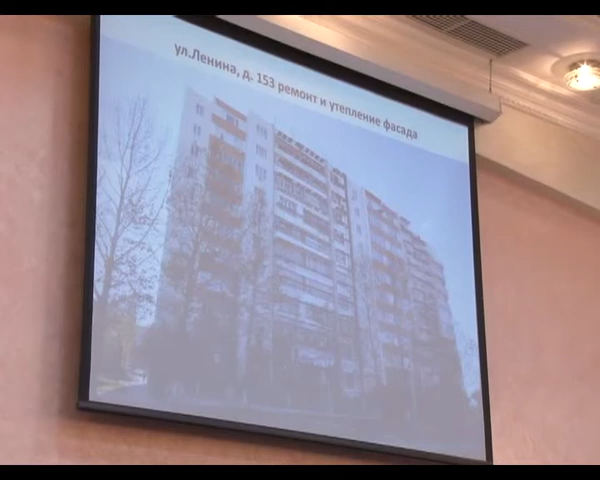 ул.Ленина, д. 153 ремонт и утепление фасада